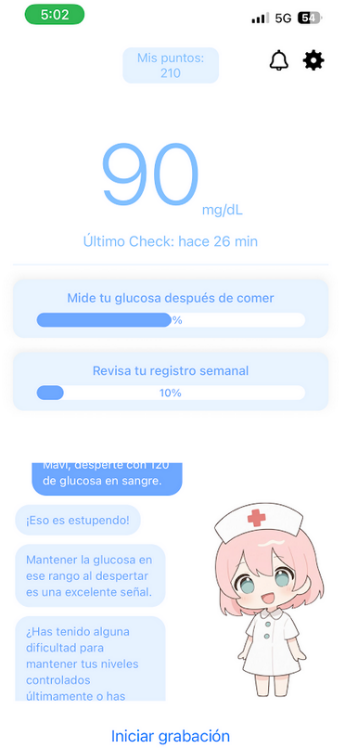 5:02
5G
54
Mis puntos:
210
90
mg/dL
Último Check: hace 26 min
Mide tu glucosa después de comer
%
Revisa tu registro semanal
10%
Mavi, desperte con 120
de glucosa en sangre.
¡Eso es estupendo!
Mantener la glucosa en
ese rango al despertar
es una excelente señal.
¿Has tenido alguna
dificultad para
mantener tus niveles
controlados
últimamente o has
Iniciar grabación